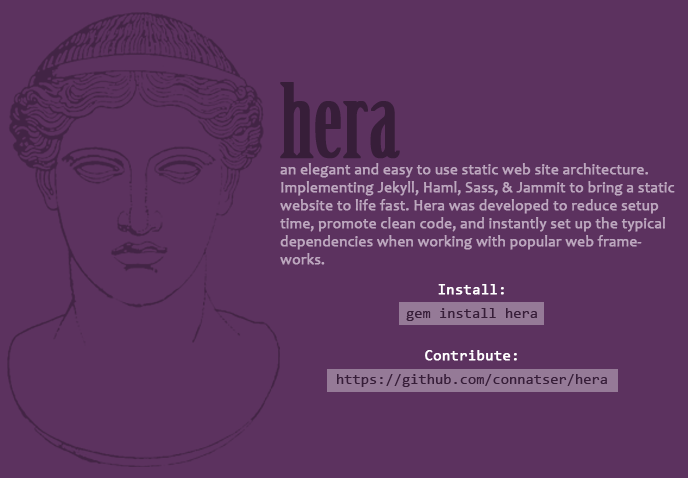 hera
an elegant and easy to use static web site architecture.
Implementing Jekyll, Haml, Sass, & Jammit to bring a static
website to life fast. Hera was developed to reduce setup
time, promote clean code, and instantly set up the typical
dependencies when working with popular web frame-
works.
Install:
gem install hera
Contribute:
https://github.com/connatser/hera